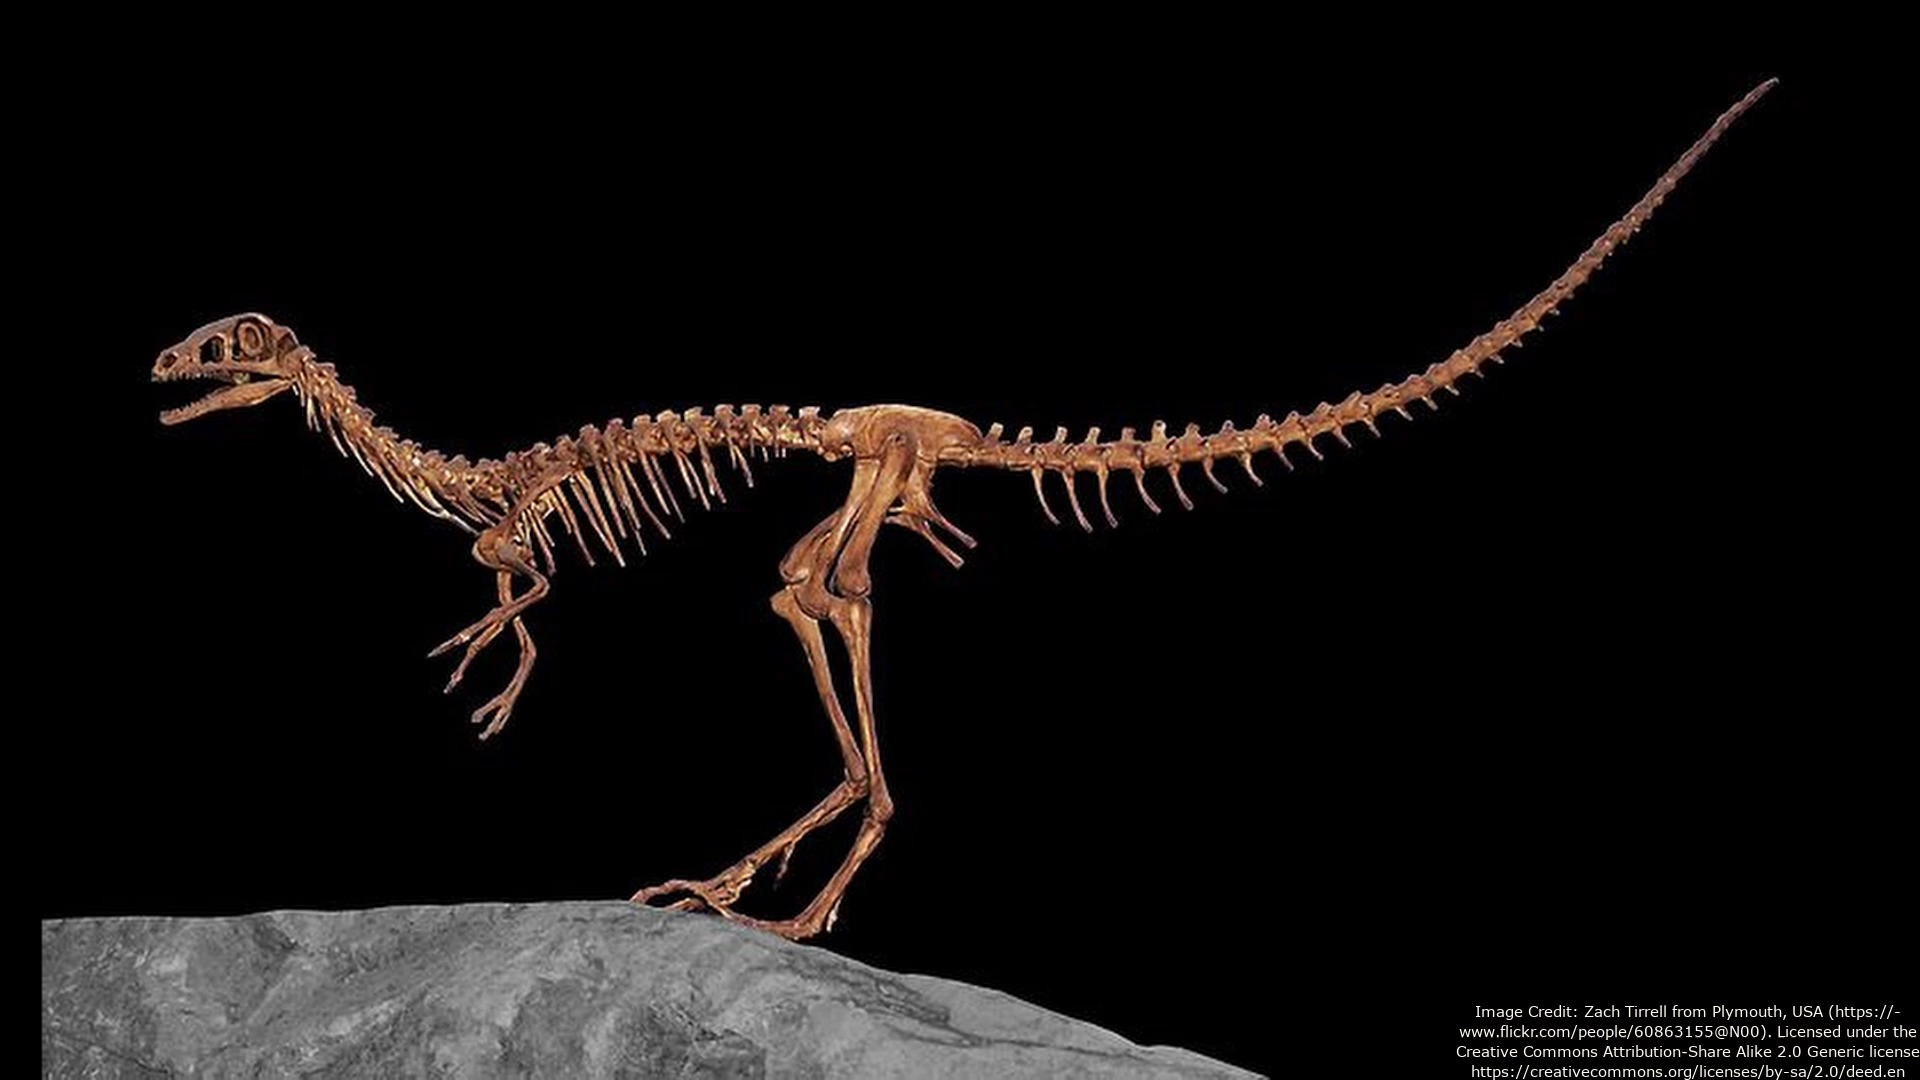 Image Credit: Zach Tirrell from Plymouth, USA (https://-
www.flickr.com/people/60863155@N00). Licensed under the
Creative Commons Attribution-Share Alike 2.0 Generic license
https://creativecommons.org/licenses/by-sa/2.0/deed.en